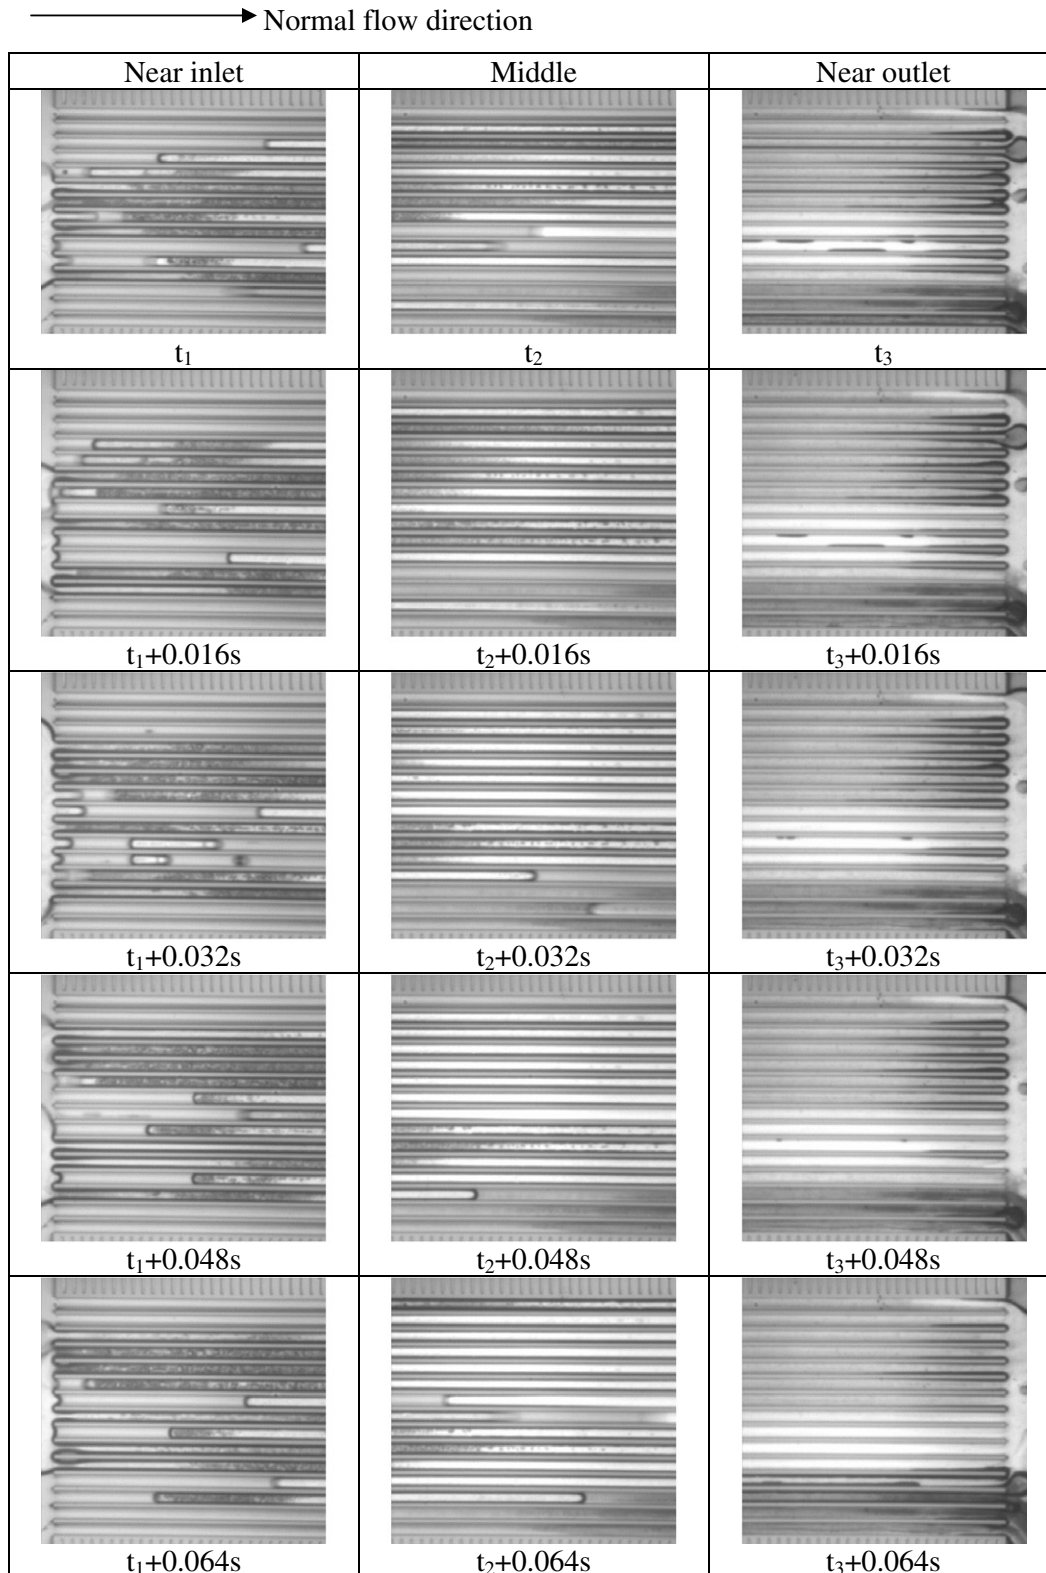 Normal flow direction
Near inlet Middle Near outlet
t₁ t₂ t₃
t₁+0.016s t₂+0.016s t₃+0.016s
t₁+0.032s t₂+0.032s t₃+0.032s
t₁+0.048s t₂+0.048s t₃+0.048s
t₁+0.064s t₂+0.064s t₃+0.064s